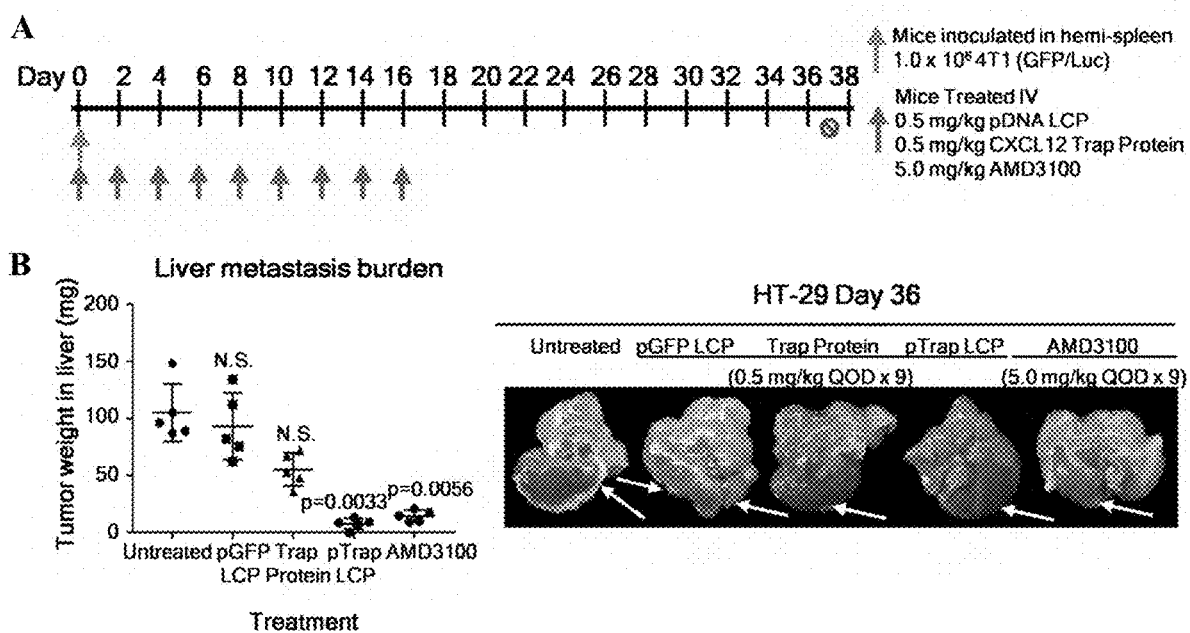 A
Day 0 2 4 6 8 10 12 14 16 18 20 22 24 26 28 30 32 34 36 38
Mice inoculated in hemi-spleen
1.0 x 10⁶ 4T1 (GFP/Luc)
Mice Treated IV
0.5 mg/kg pDNA LCP
0.5 mg/kg CXCL12 Trap Protein
5.0 mg/kg AMD3100
B
Liver metastasis burden
Tumor weight in liver (mg)
200
150
100
50
0
N.S.
N.S.
p=0.0033
p=0.0056
Untreated pGFP Trap pTrap AMD3100
LCP Protein LCP
Treatment
HT-29 Day 36
Untreated pGFP LCP Trap Protein pTrap LCP AMD3100
(0.5 mg/kg QOD x 9) (5.0 mg/kg QOD x 9)